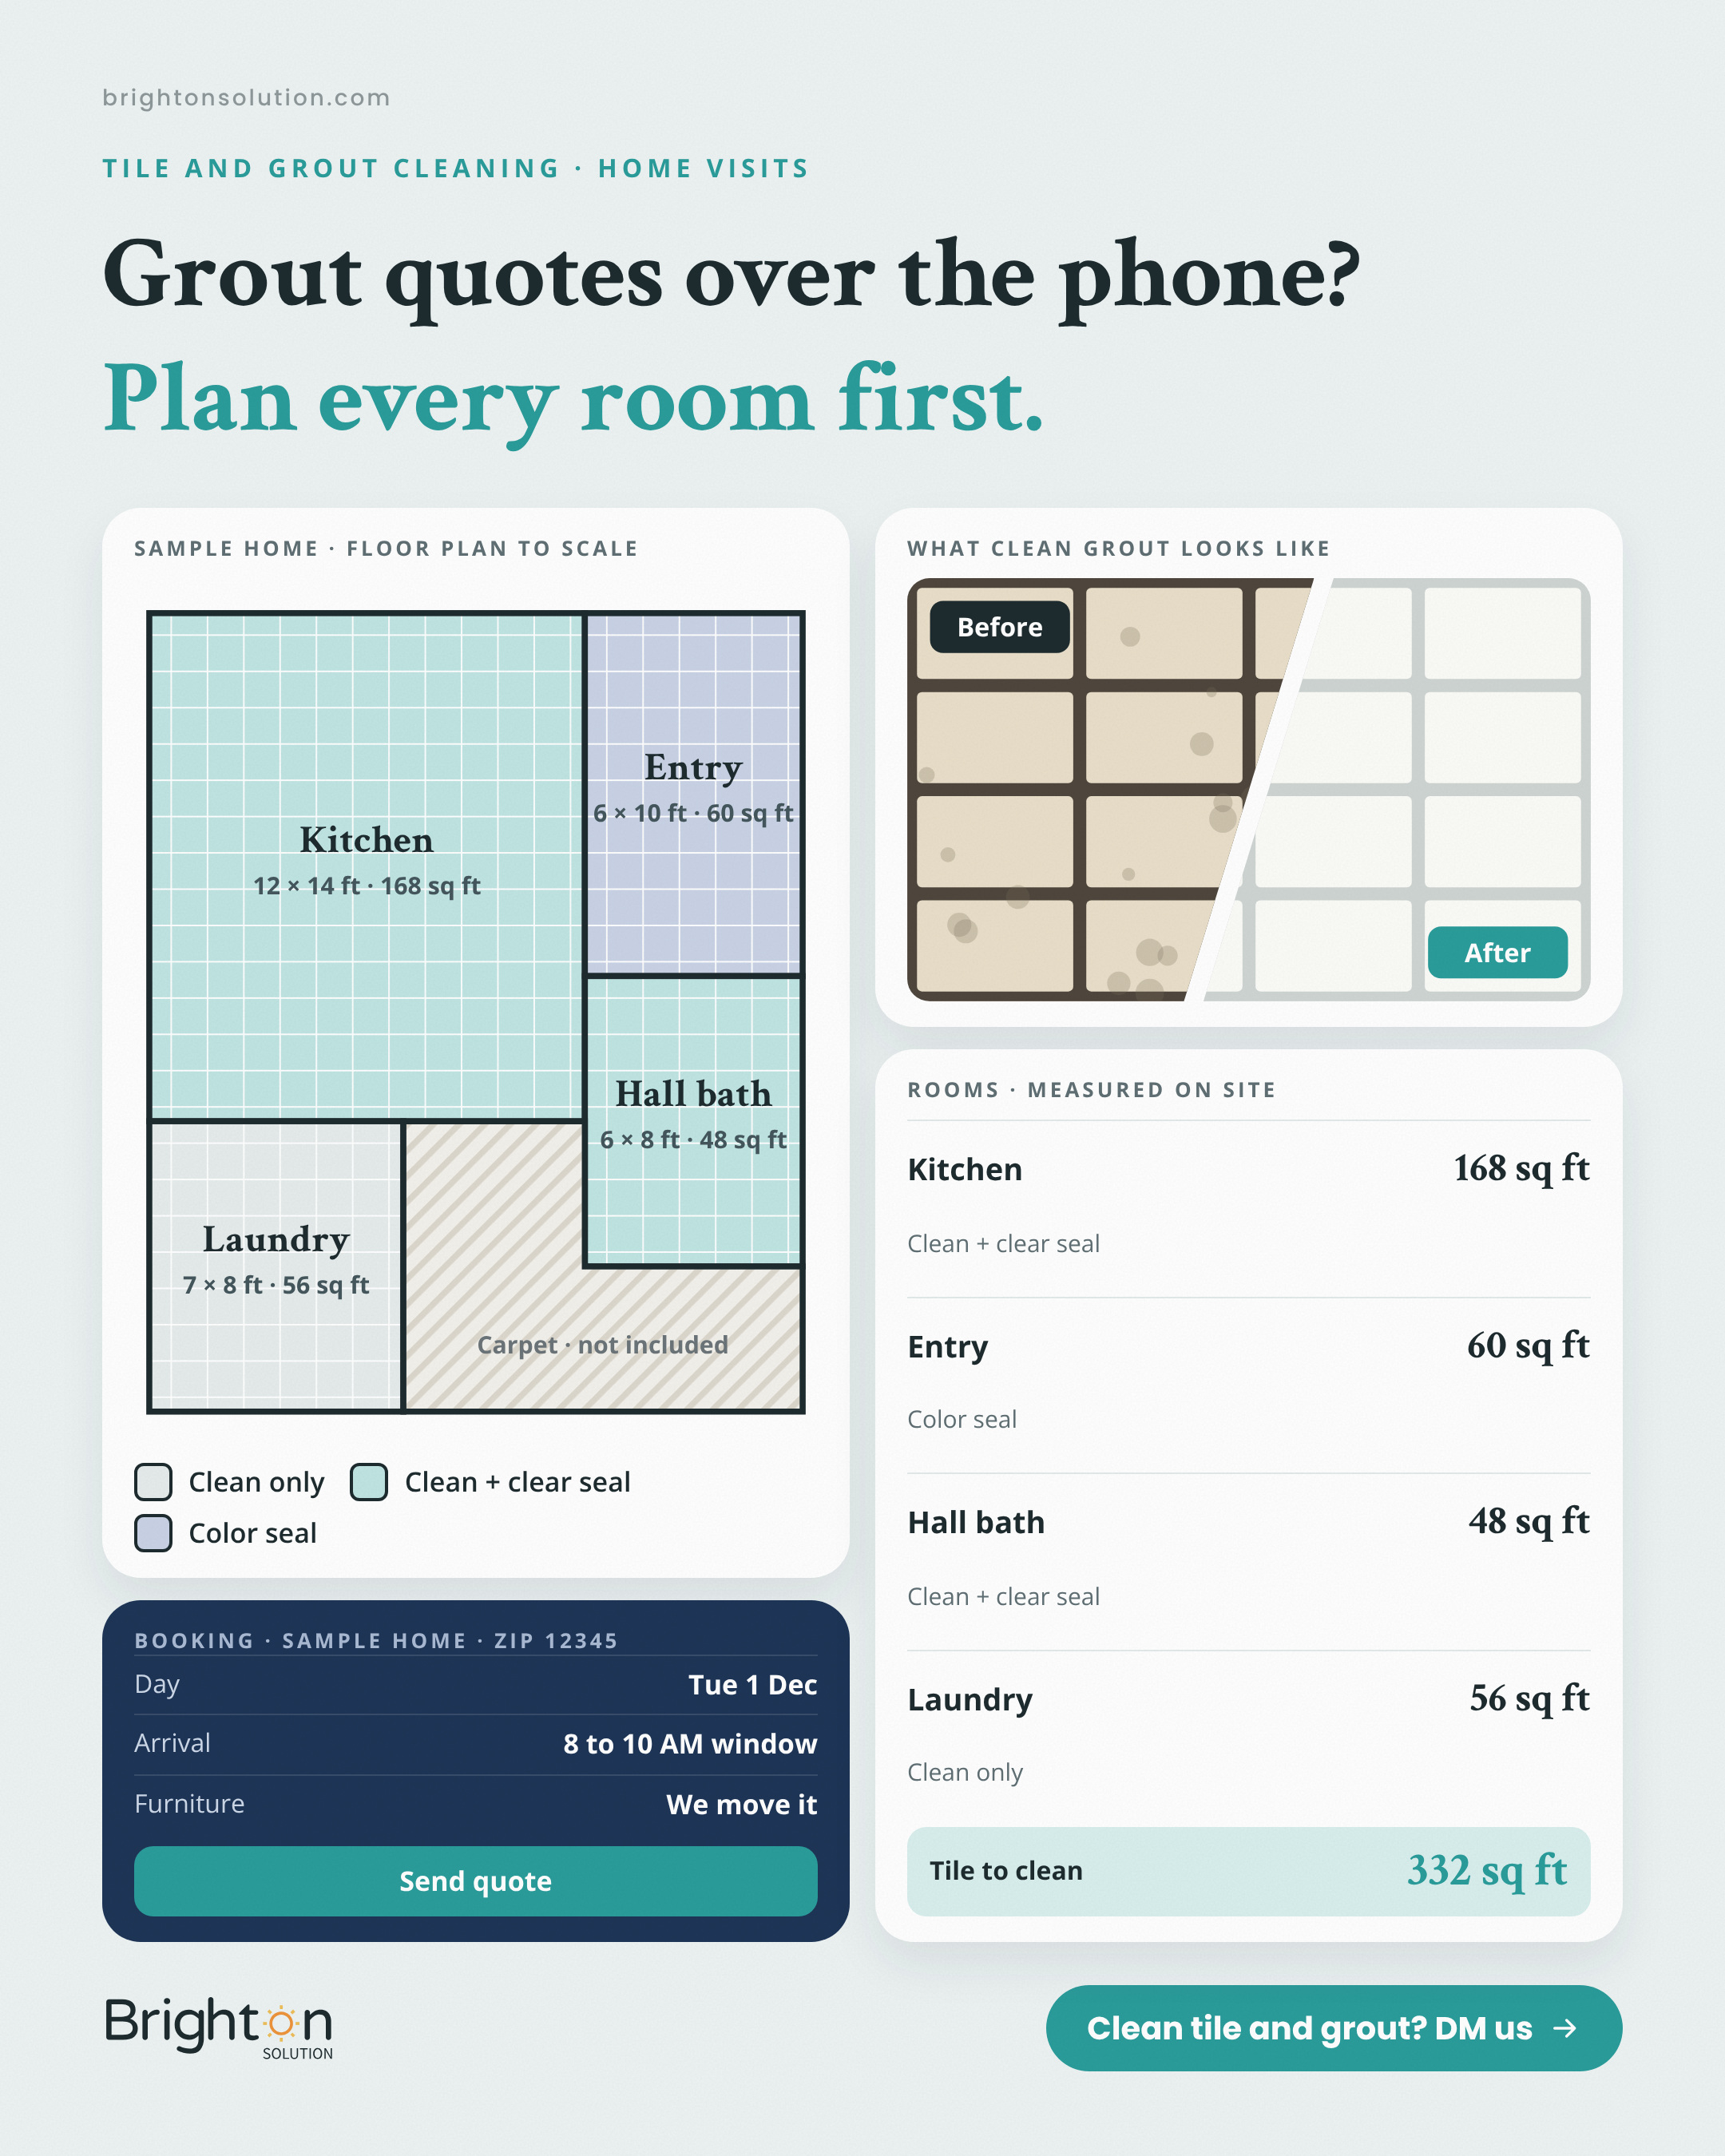 brightonsolution.com
TILE AND GROUT CLEANING · HOME VISITS
Grout quotes over the phone?
Plan every room first.
SAMPLE HOME · FLOOR PLAN TO SCALE
Kitchen
12 × 14 ft · 168 sq ft
Entry
6 × 10 ft · 60 sq ft
Hall bath
6 × 8 ft · 48 sq ft
Laundry
7 × 8 ft · 56 sq ft
Carpet · not included
Clean only
Clean + clear seal
Color seal
BOOKING · SAMPLE HOME · ZIP 12345
Day Tue 1 Dec
Arrival 8 to 10 AM window
Furniture We move it
Send quote
WHAT CLEAN GROUT LOOKS LIKE
Before
After
ROOMS · MEASURED ON SITE
Kitchen 168 sq ft
Clean + clear seal
Entry 60 sq ft
Color seal
Hall bath 48 sq ft
Clean + clear seal
Laundry 56 sq ft
Clean only
Tile to clean 332 sq ft
Brighton
SOLUTION
Clean tile and grout? DM us →